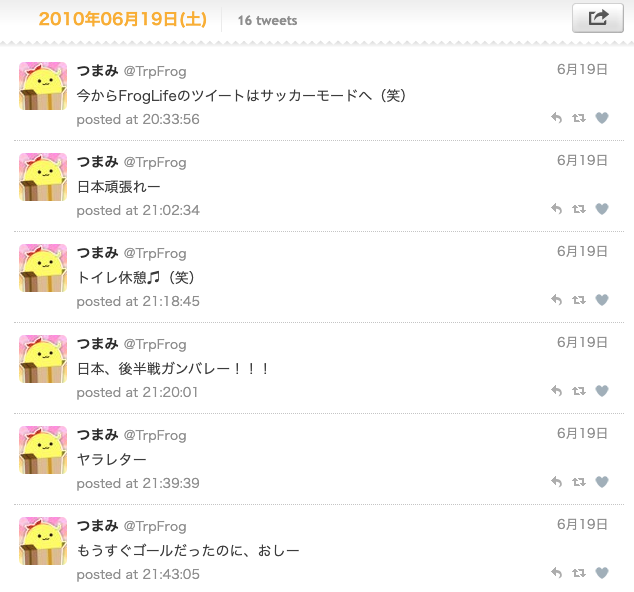 2010年06月19日(土) 16 tweets
つまみ @TrpFrog 6月19日
今からFrogLifeのツイートはサッカーモードへ（笑）
posted at 20:33:56
つまみ @TrpFrog 6月19日
日本頑張れー
posted at 21:02:34
つまみ @TrpFrog 6月19日
トイレ休憩♫（笑）
posted at 21:18:45
つまみ @TrpFrog 6月19日
日本、後半戦ガンバレー！！！
posted at 21:20:01
つまみ @TrpFrog 6月19日
ヤラレター
posted at 21:39:39
つまみ @TrpFrog 6月19日
もうすぐゴールだったのに、おしー
posted at 21:43:05